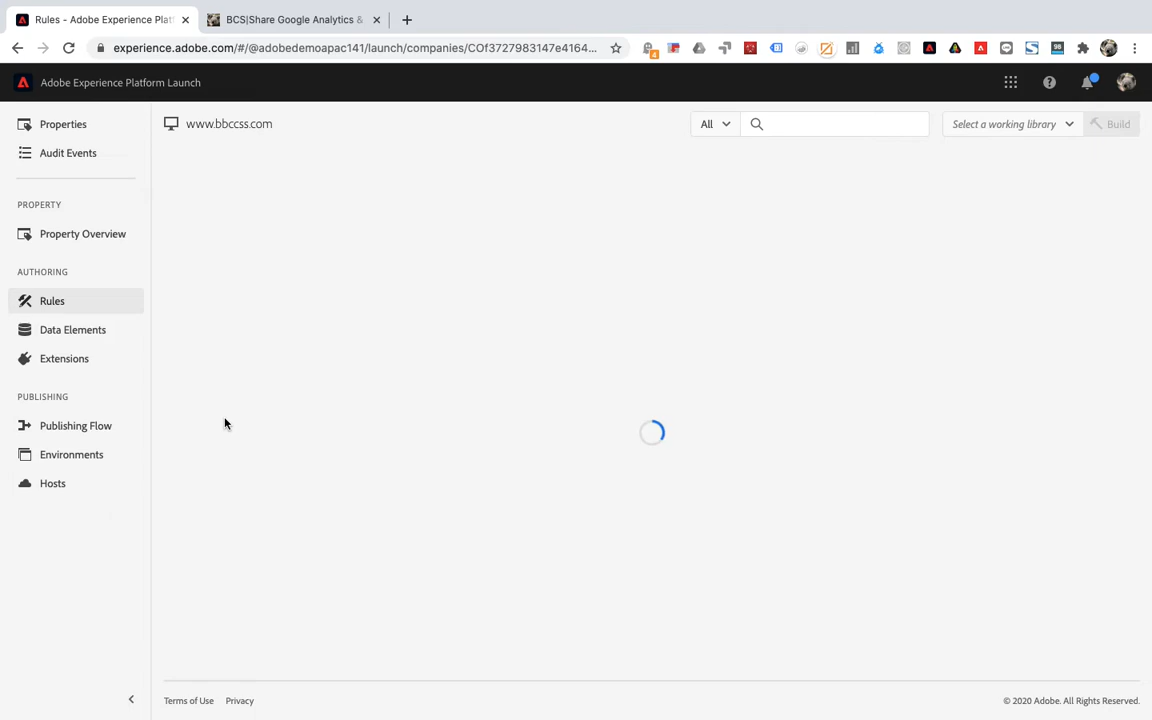 Rules - Adobe Experience Plat
BCS|Share Google Analytics &
experience.adobe.com/#/@adobedemoapac141/launch/companies/COf3727983147e4164...
4
96
Adobe Experience Platform Launch
Properties
www.bbccss.com
All
Select a working library
Build
Audit Events
PROPERTY
Property Overview
AUTHORING
Rules
Data Elements
Extensions
PUBLISHING
Publishing Flow
Environments
Hosts
Terms of Use
Privacy
© 2020 Adobe. All Rights Reserved.